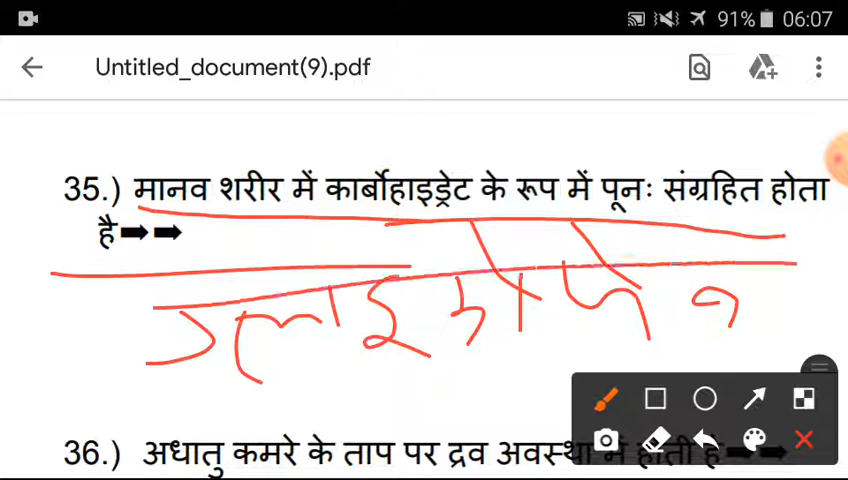 91% 06:07
Untitled_document(9).pdf
35.) मानव शरीर में कार्बोहाइड्रेट के रूप में पूनः संग्रहित होता
है➡➡
ग्लाइकोजेन
36.) अधातु कमरे के ताप पर द्रव अवस्था में होती है➡➡